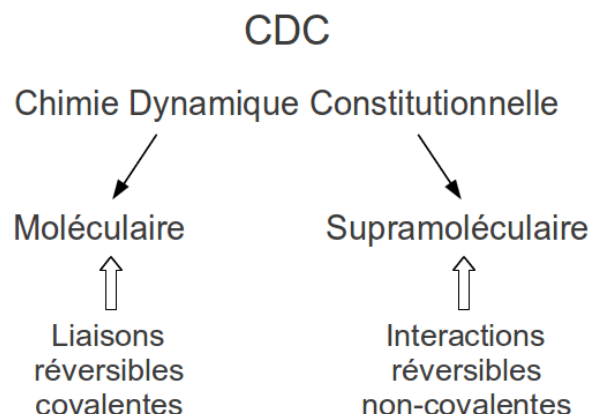 CDC
Chimie Dynamique Constitutionnelle
Moléculaire
Supramoléculaire
Liaisons
réversibles
covalentes
Interactions
réversibles
non-covalentes